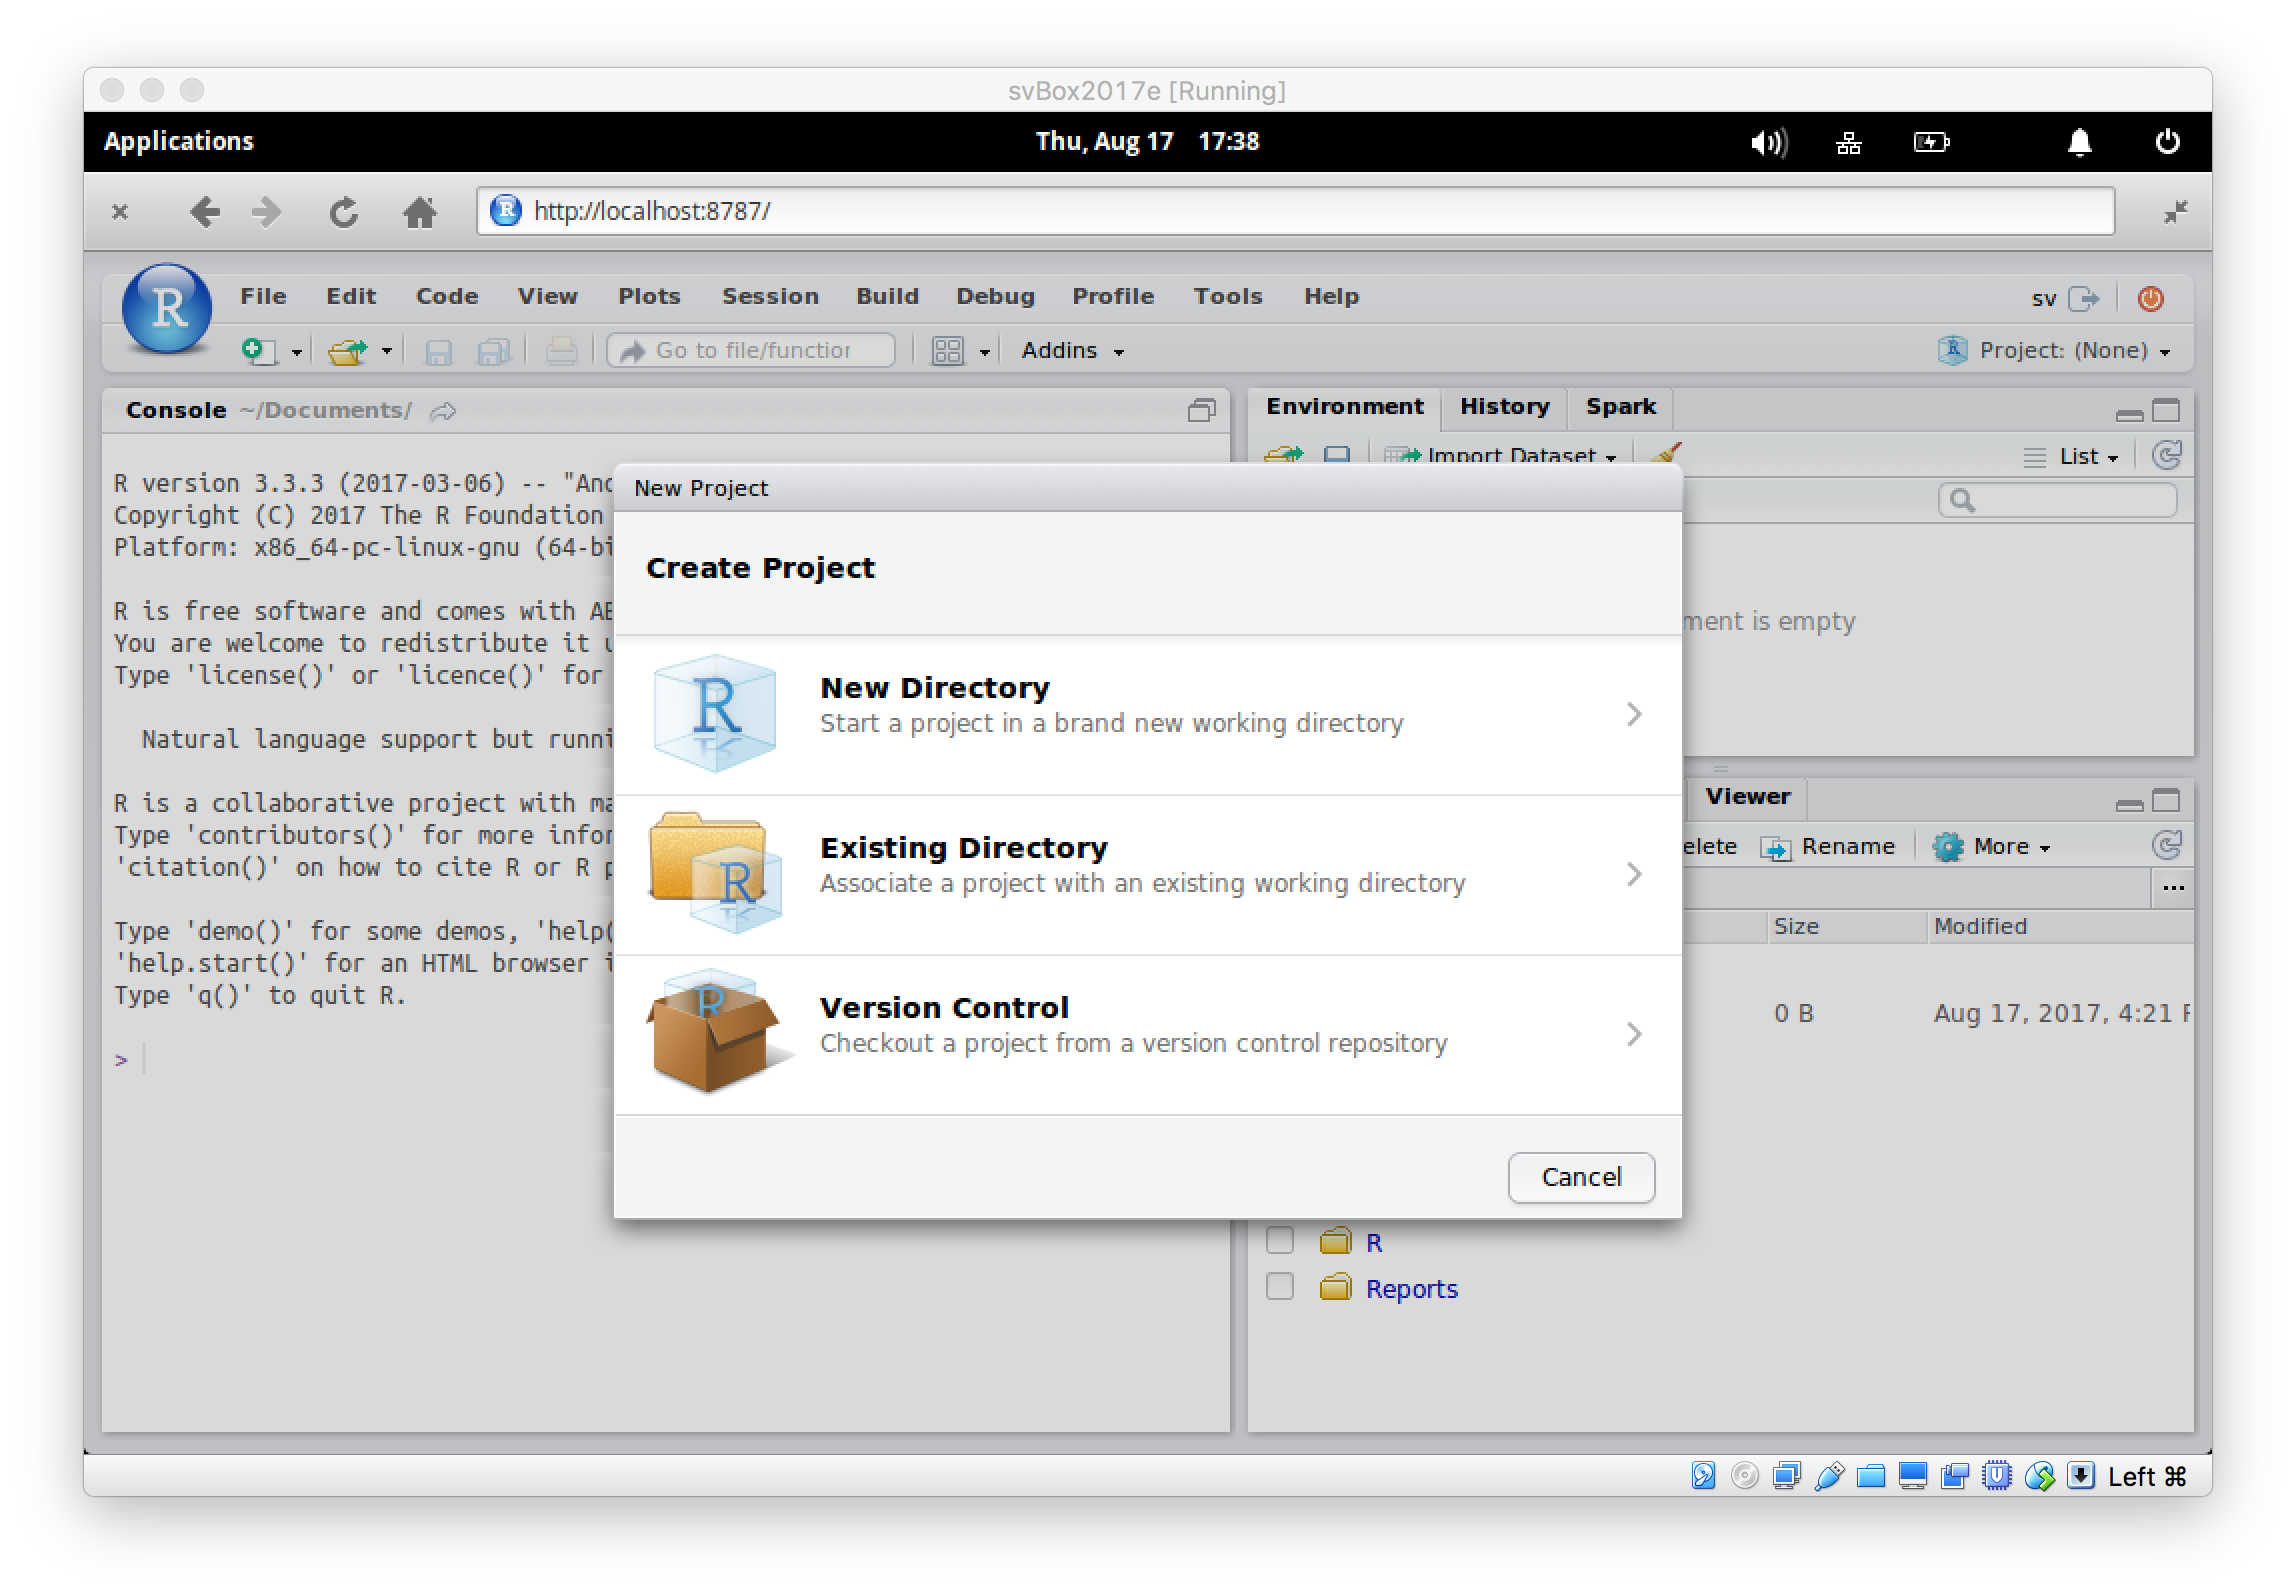 svBox2017e [Running]
Applications
Thu, Aug 17 17:38
http://localhost:8787/
File Edit Code View Plots Session Build Debug Profile Tools Help
sv
Go to file/function
Addins
Project: (None)
Console ~/Documents/
R version 3.3.3 (2017-03-06) -- "Ano
Copyright (C) 2017 The R Foundation
Platform: x86_64-pc-linux-gnu (64-bi
R is free software and comes with AB
You are welcome to redistribute it u
Type 'license()' or 'licence()' for
Natural language support but runni
R is a collaborative project with ma
Type 'contributors()' for more infor
'citation()' on how to cite R or R p
Type 'demo()' for some demos, 'help(
'help.start()' for an HTML browser i
Type 'q()' to quit R.
>
Environment History Spark
Import Dataset
List
ment is empty
New Project
Create Project
New Directory
Start a project in a brand new working directory
Existing Directory
Associate a project with an existing working directory
Version Control
Checkout a project from a version control repository
Cancel
Viewer
elete Rename More
...
Size Modified
0 B Aug 17, 2017, 4:21 P
R
Reports
Left ⌘